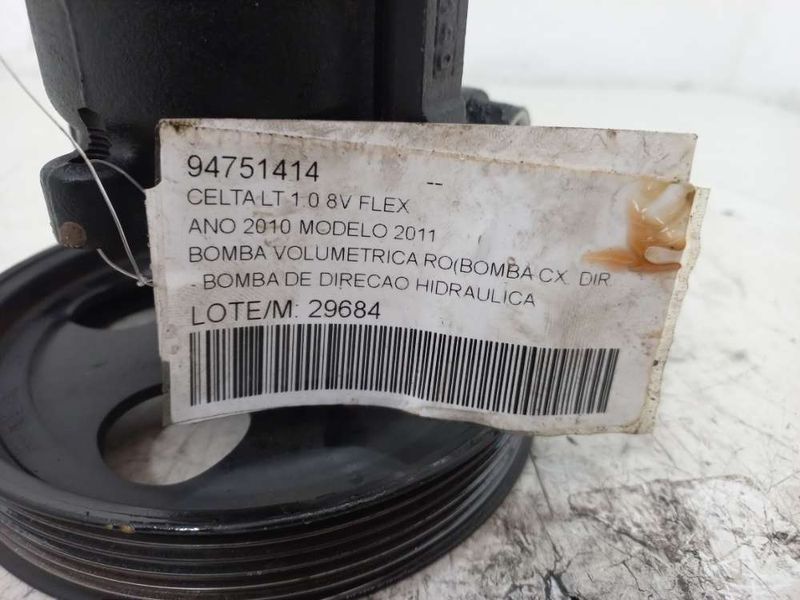 94751414 --
CELTA LT 1.0 8V FLEX
ANO 2010 MODELO 2011
BOMBA VOLUMETRICA RO(BOMBA CX. DIR.
- BOMBA DE DIRECAO HIDRAULICA
LOTE/M: 29684